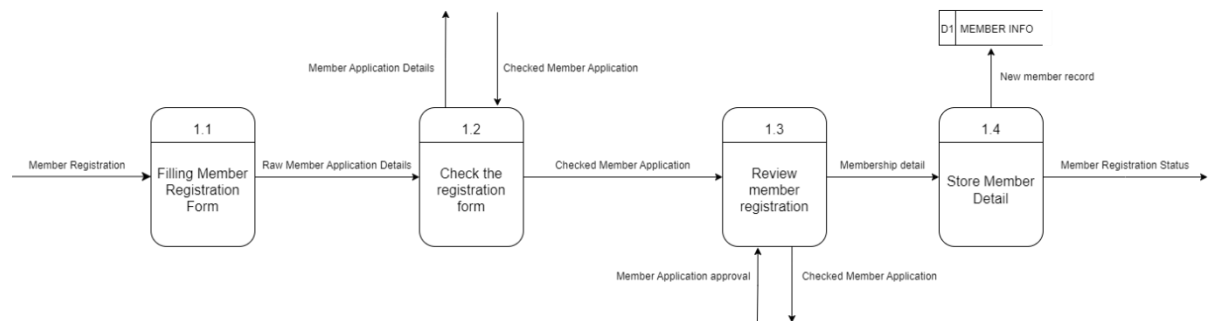 D1 MEMBER INFO
Member Application Details
Checked Member Application
New member record
1.1
1.2
1.3
1.4
Member Registration
Filling Member
Registration
Form
Raw Member Application Details
Check the
registration
form
Checked Member Application
Review
member
registration
Membership detail
Store Member
Detail
Member Registration Status
Member Application approval
Checked Member Application